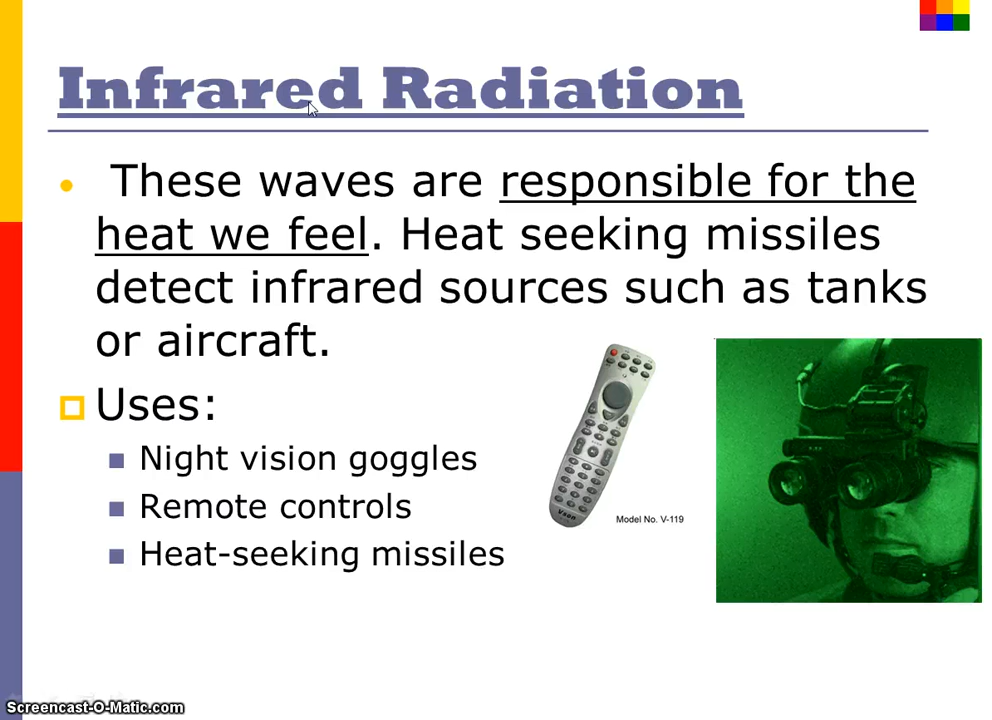 Infrared Radiation
These waves are responsible for the
heat we feel. Heat seeking missiles
detect infrared sources such as tanks
or aircraft.
Uses:
Night vision goggles
Remote controls
Heat-seeking missiles
Vson
Model No. V-119
Screencast-O-Matic.com